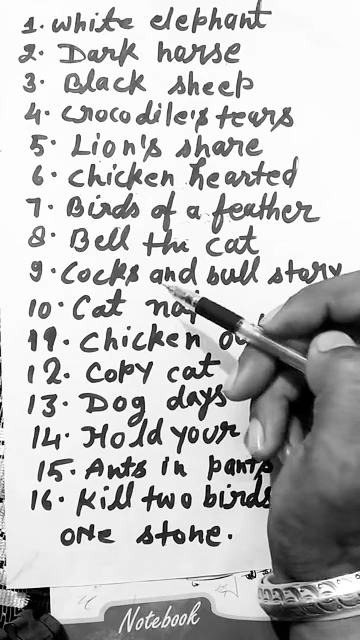 1. White elephant
2. Dark horse
3. Black sheep
4. Crocodile's tears
5. Lion's share
6. Chicken hearted
7. Birds of a feather
8. Bell the cat
9. Cocks and bull story
10. Cat
11. Chicken
12. Copy cat
13. Dog days
14. Hold your
15. Ants in pants
16. Kill two birds
one stone.
Notebook